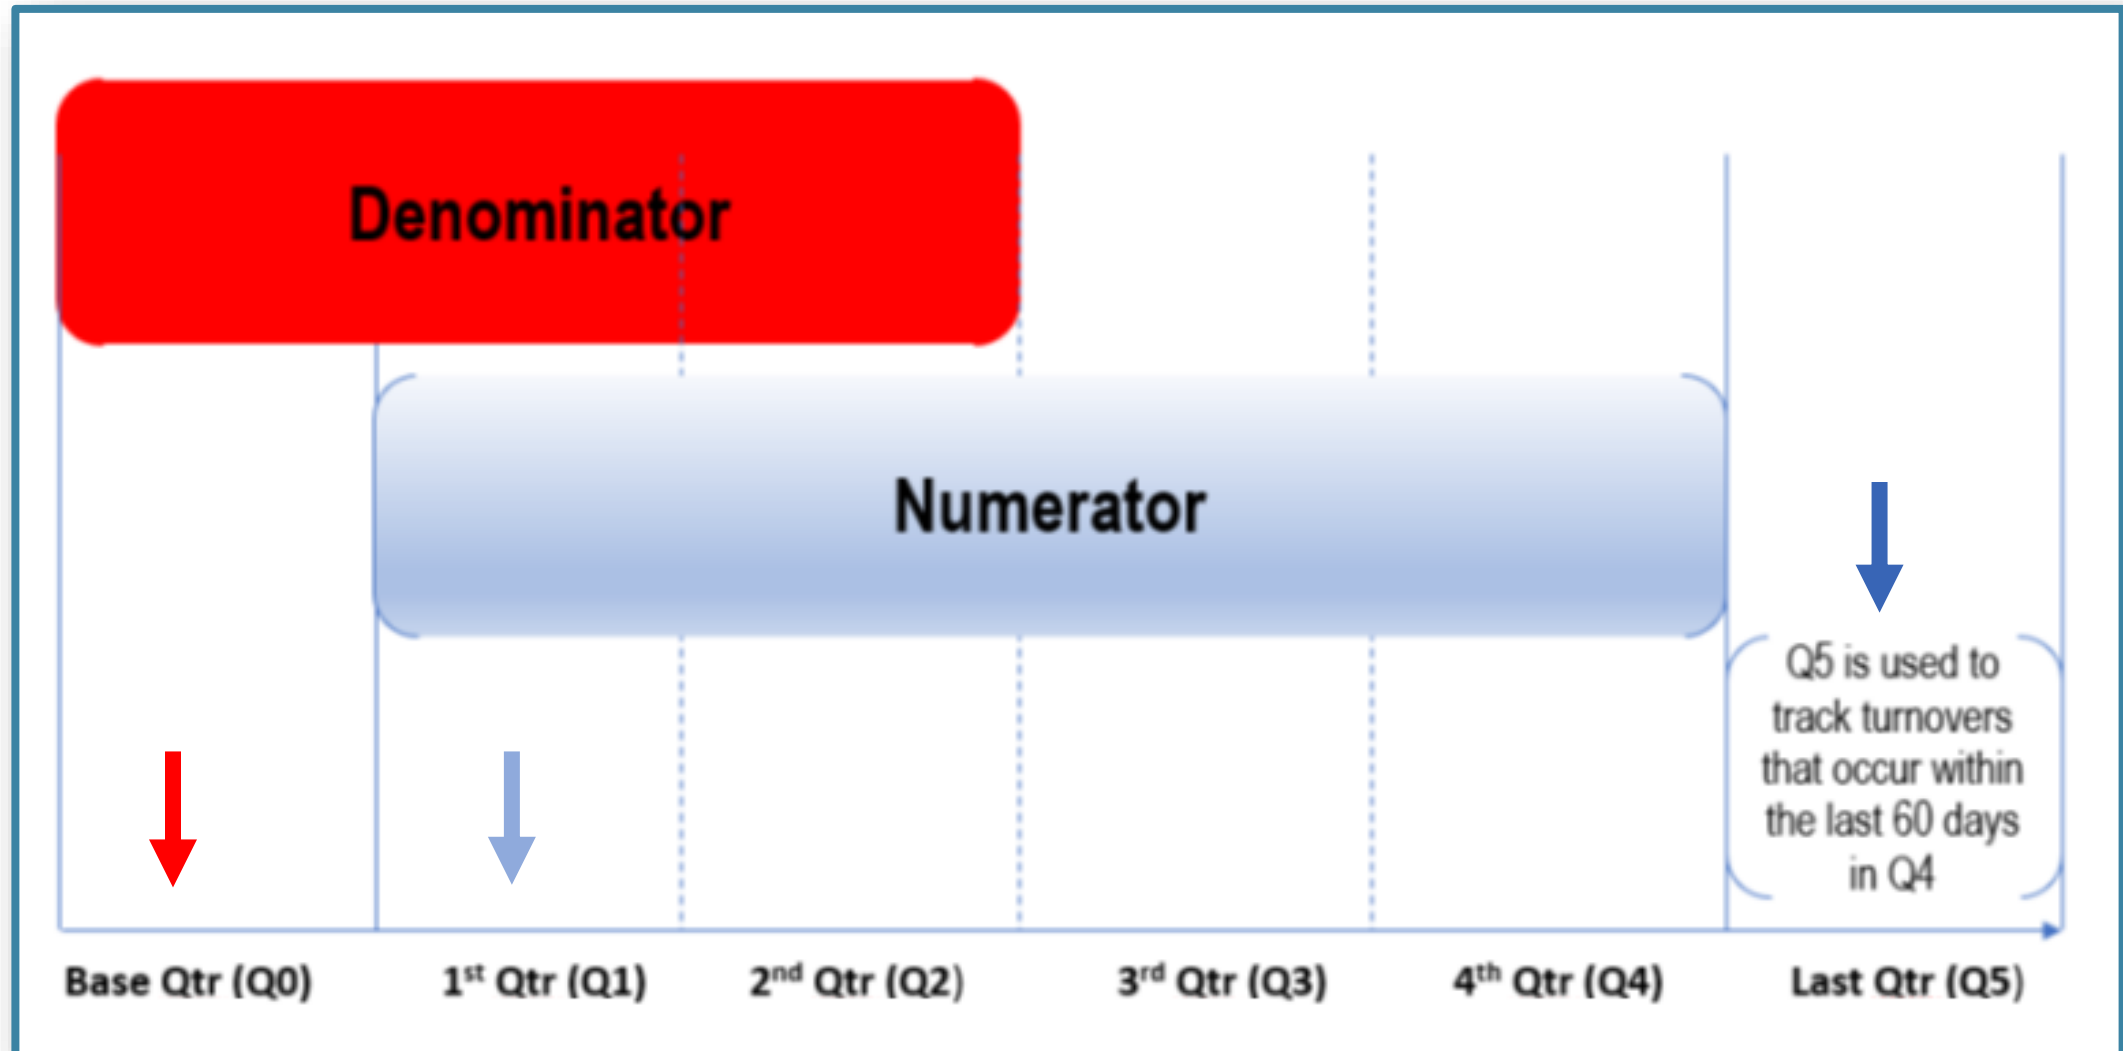 Denominator
Numerator
Q5 is used to
track turnovers
that occur within
the last 60 days
in Q4
Base Qtr (Q0) 1st Qtr (Q1) 2nd Qtr (Q2) 3rd Qtr (Q3) 4th Qtr (Q4) Last Qtr (Q5)